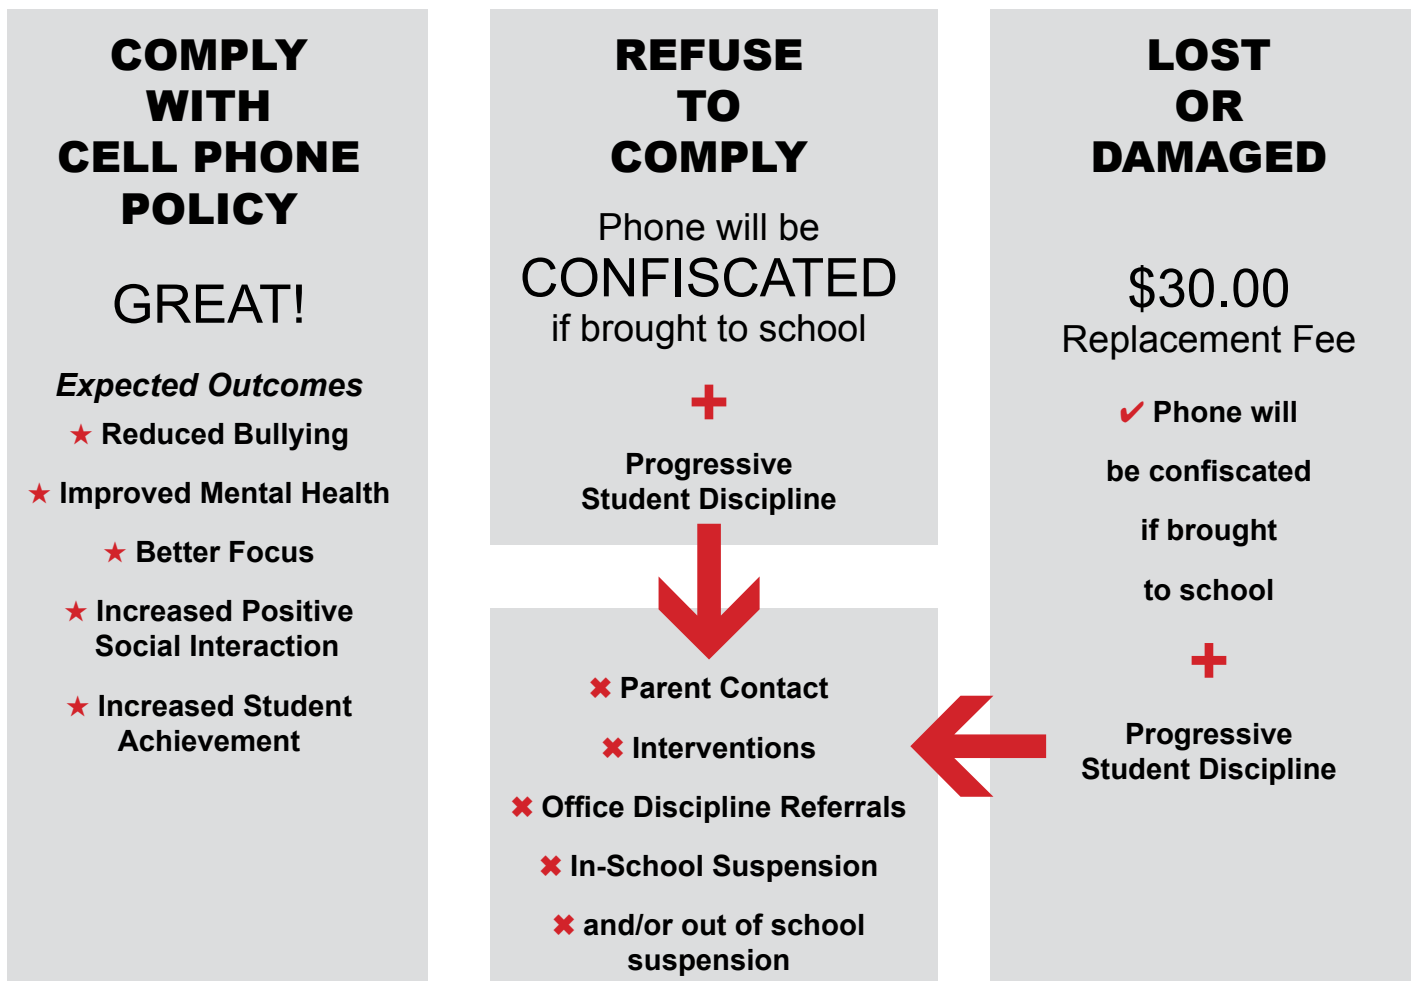 COMPLY
WITH
CELL PHONE
POLICY
GREAT!
Expected Outcomes
★ Reduced Bullying
★ Improved Mental Health
★ Better Focus
★ Increased Positive
Social Interaction
★ Increased Student
Achievement
REFUSE
TO
COMPLY
Phone will be
CONFISCATED
if brought to school
+
Progressive
Student Discipline
✖ Parent Contact
✖ Interventions
✖ Office Discipline Referrals
✖ In-School Suspension
✖ and/or out of school
suspension
LOST
OR
DAMAGED
$30.00
Replacement Fee
✔ Phone will
be confiscated
if brought
to school
+
Progressive
Student Discipline